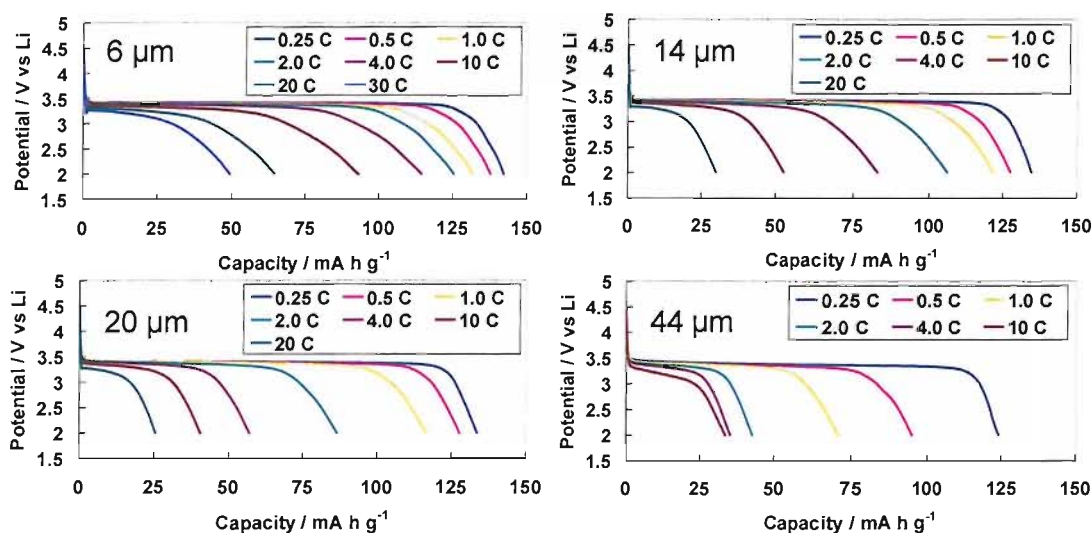 6 µm
0.25 C 0.5 C 1.0 C
2.0 C 4.0 C 10 C
20 C 30 C
5
4.5
4
3.5
3
2.5
2
1.5
Potential / V vs Li
0 25 50 75 100 125 150
Capacity / mA h g⁻¹
14 µm
0.25 C 0.5 C 1.0 C
2.0 C 4.0 C 10 C
20 C
5
4.5
4
3.5
3
2.5
2
1.5
Potential / V vs Li
0 25 50 75 100 125 150
Capacity / mA h g⁻¹
20 µm
0.25 C 0.5 C 1.0 C
2.0 C 4.0 C 10 C
20 C
5
4.5
4
3.5
3
2.5
2
1.5
Potential / V vs Li
0 25 50 75 100 125 150
Capacity / mA h g⁻¹
44 µm
0.25 C 0.5 C 1.0 C
2.0 C 4.0 C 10 C
5
4.5
4
3.5
3
2.5
2
1.5
Potential / V vs Li
0 25 50 75 100 125 150
Capacity / mA h g⁻¹